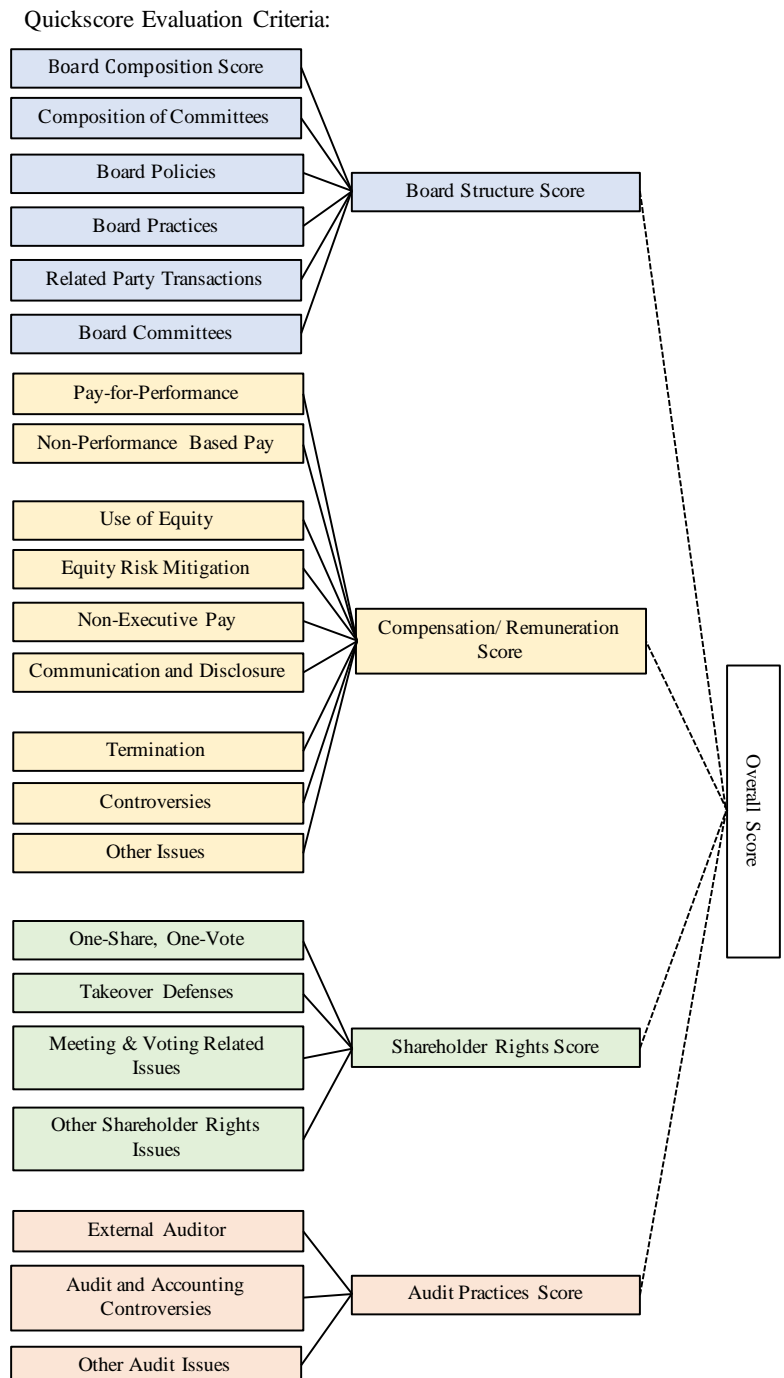 Quickscore Evaluation Criteria:
Board Composition Score
Composition of Committees
Board Policies
Board Practices
Related Party Transactions
Board Committees
Board Structure Score
Pay-for-Performance
Non-Performance Based Pay
Use of Equity
Equity Risk Mitigation
Non-Executive Pay
Communication and Disclosure
Termination
Controversies
Other Issues
Compensation/ Remuneration
Score
One-Share, One-Vote
Takeover Defenses
Meeting & Voting Related
Issues
Other Shareholder Rights
Issues
Shareholder Rights Score
External Auditor
Audit and Accounting
Controversies
Other Audit Issues
Audit Practices Score
Overall Score